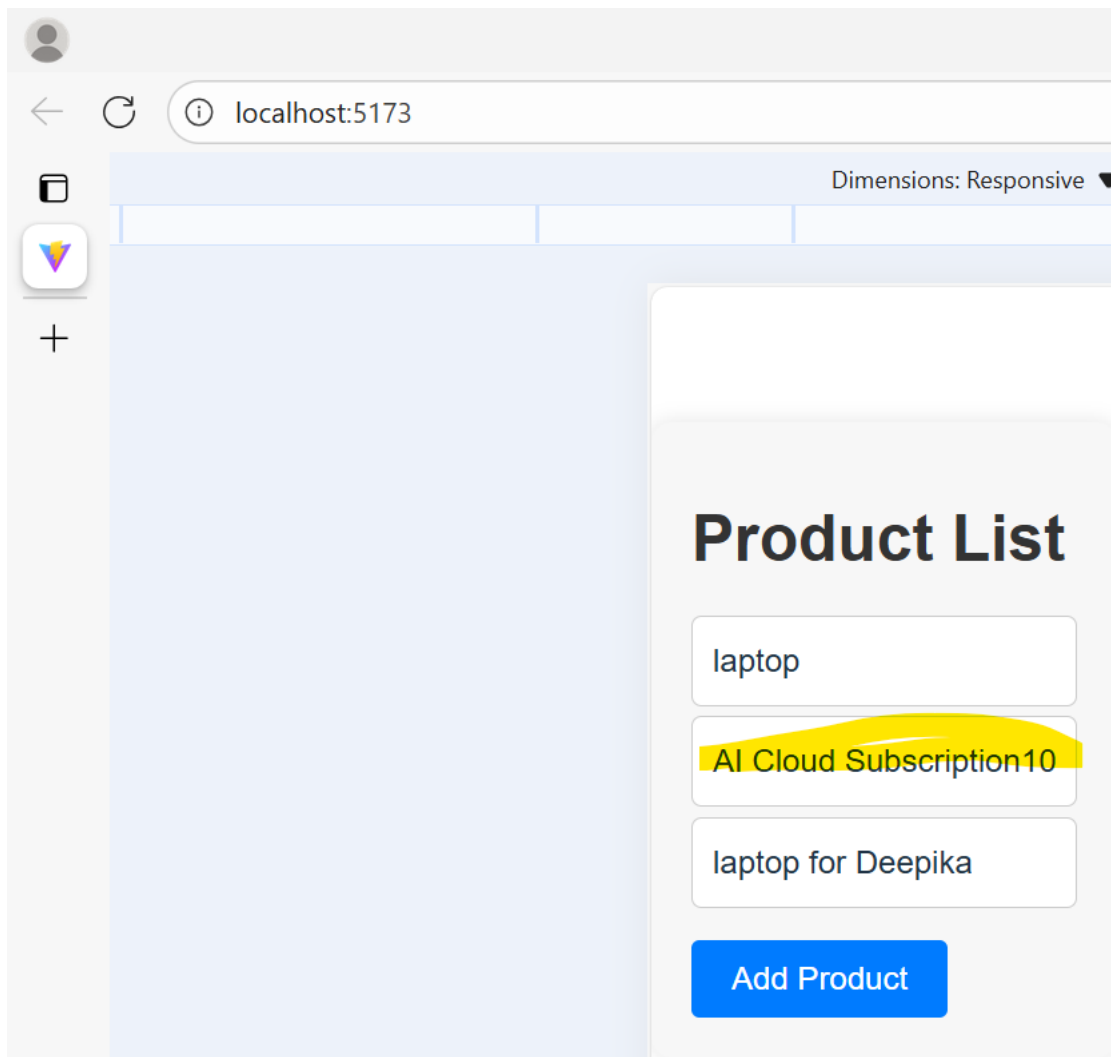 localhost:5173
Dimensions: Responsive
Product List
laptop
AI Cloud Subscription10
laptop for Deepika
Add Product